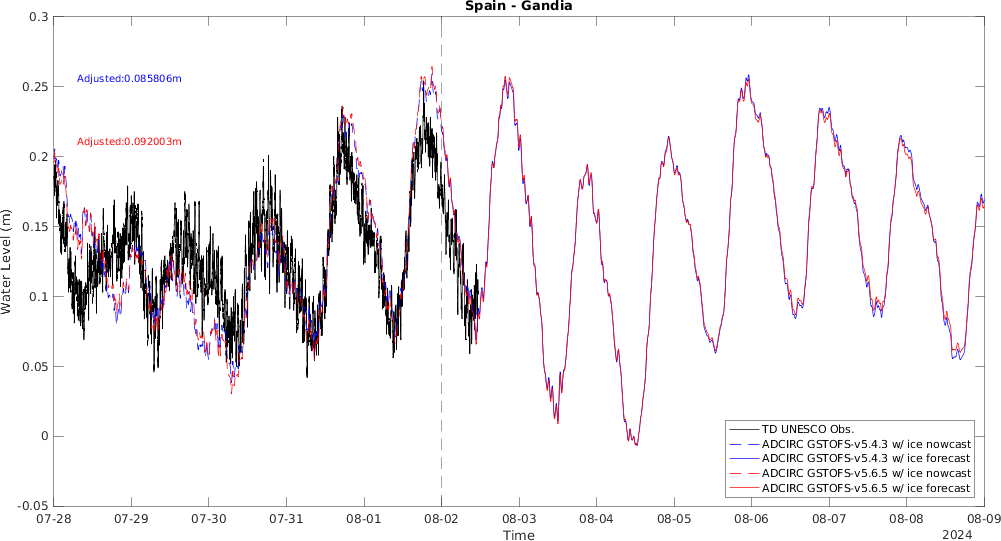 Spain - Gandia
0.3
0.25
0.2
0.15
0.1
0.05
0
-0.05
Water Level (m)
Adjusted:0.085806m
Adjusted:0.092003m
TD UNESCO Obs.
ADCIRC GSTOFS-v5.4.3 w/ ice nowcast
ADCIRC GSTOFS-v5.4.3 w/ ice forecast
ADCIRC GSTOFS-v5.6.5 w/ ice nowcast
ADCIRC GSTOFS-v5.6.5 w/ ice forecast
07-28 07-29 07-30 07-31 08-01 08-02 08-03 08-04 08-05 08-06 08-07 08-08 08-09
Time
2024